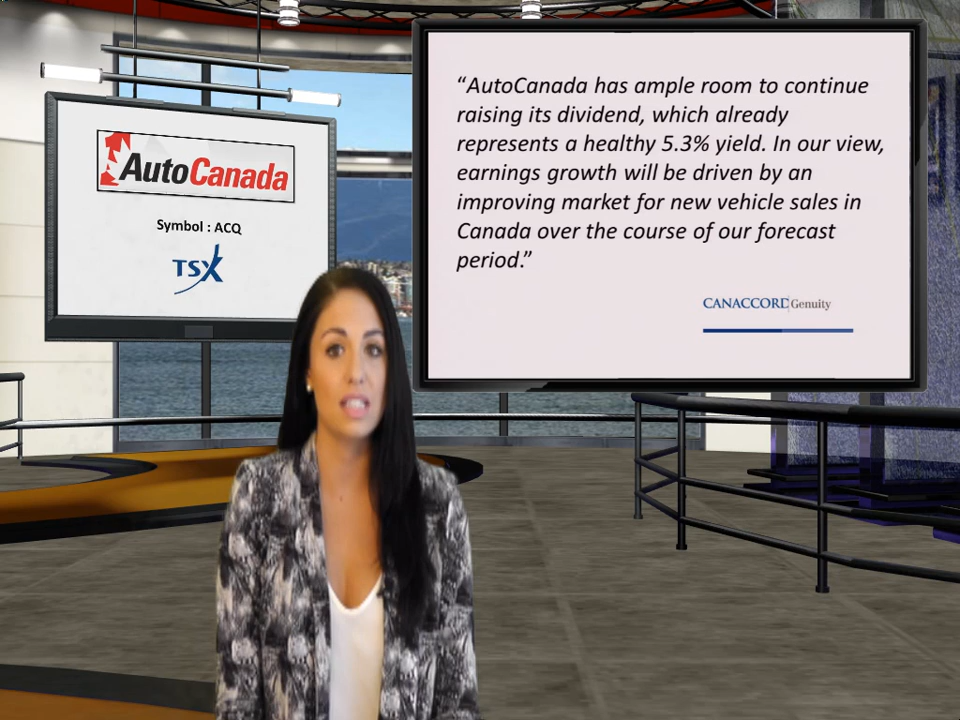 AutoCanada
Symbol : ACQ
TSX
“AutoCanada has ample room to continue
raising its dividend, which already
represents a healthy 5.3% yield. In our view,
earnings growth will be driven by an
improving market for new vehicle sales in
Canada over the course of our forecast
period.”
CANACCORD Genuity